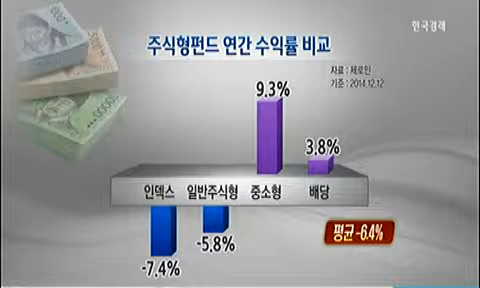 한국경제
주식형펀드 연간 수익률 비교
자료 : 제로인
기준 : 2014.12.12
9.3%
3.8%
인덱스 일반주식형 중소형 배당
-7.4%
-5.8%
평균 -6.4%